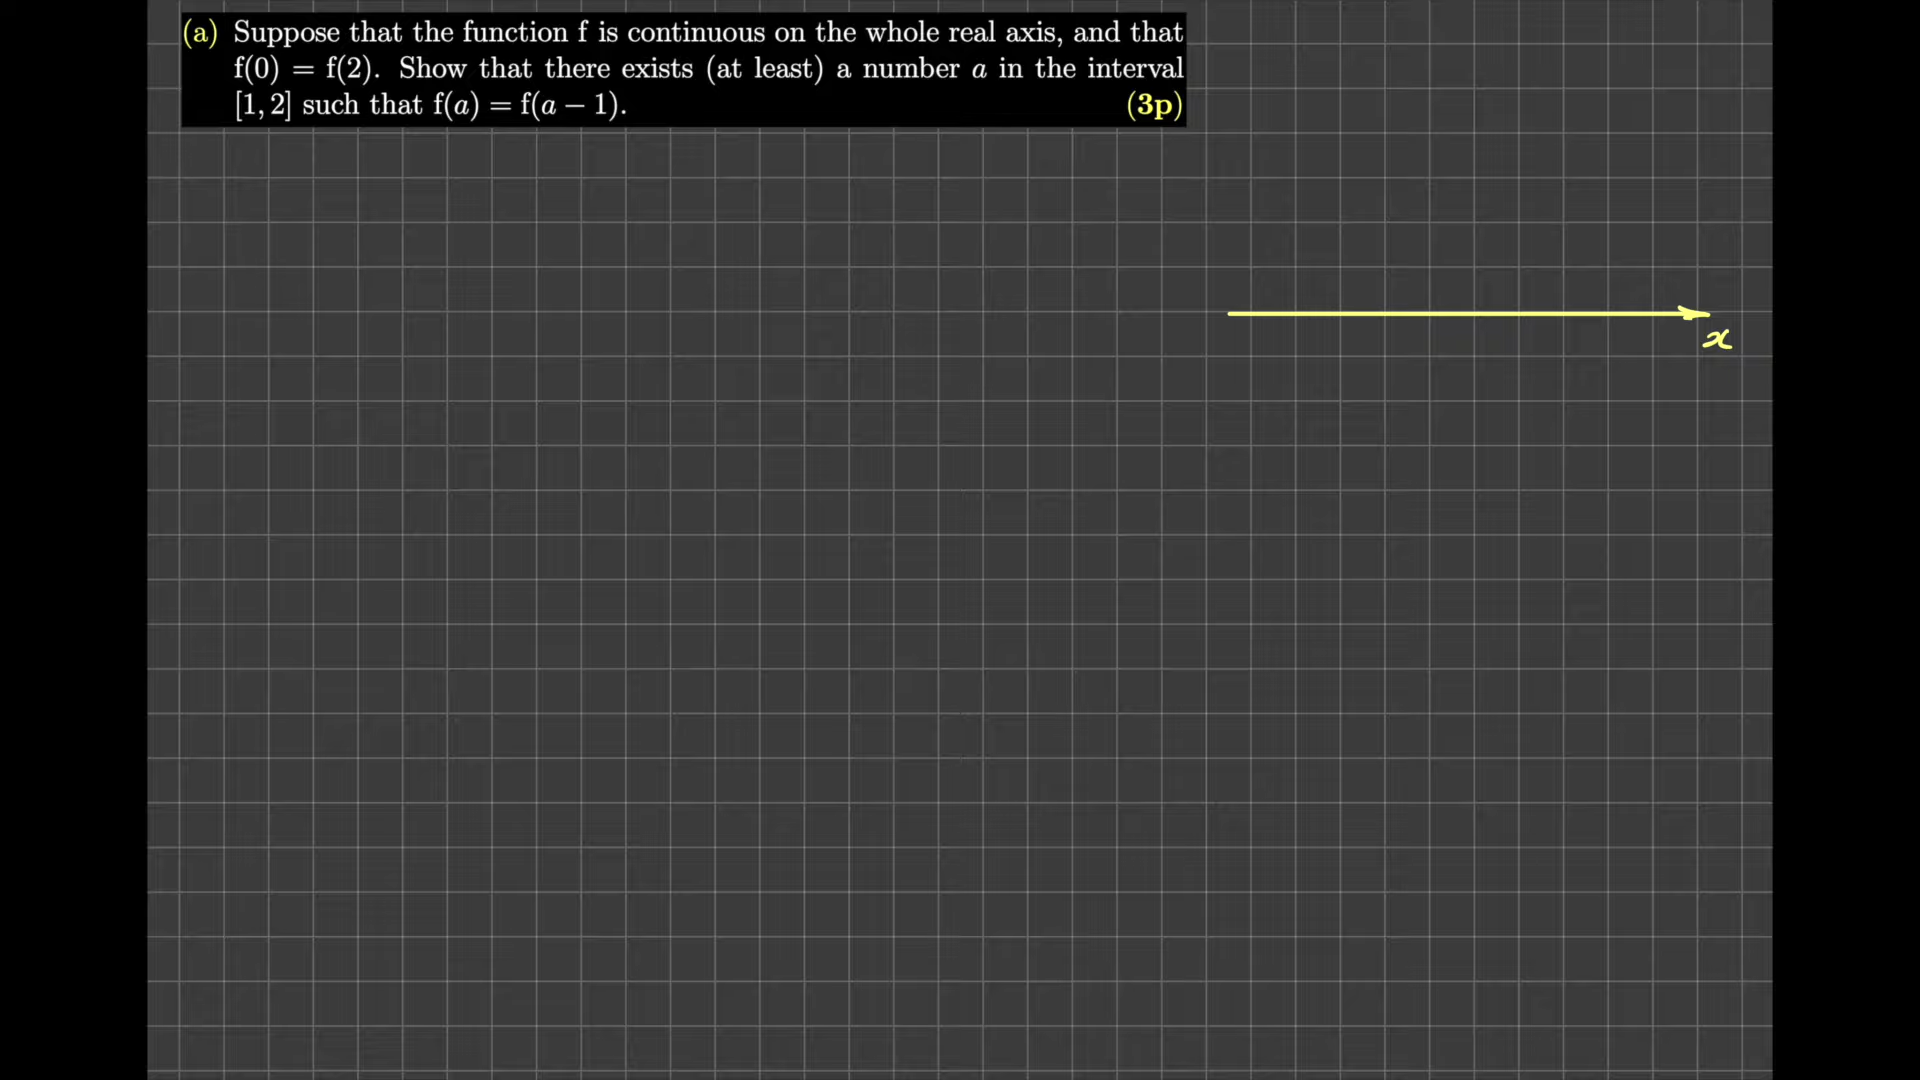 (a) Suppose that the function f is continuous on the whole real axis, and that
f(0) = f(2). Show that there exists (at least) a number a in the interval
[1, 2] such that f(a) = f(a − 1). (3p)
x